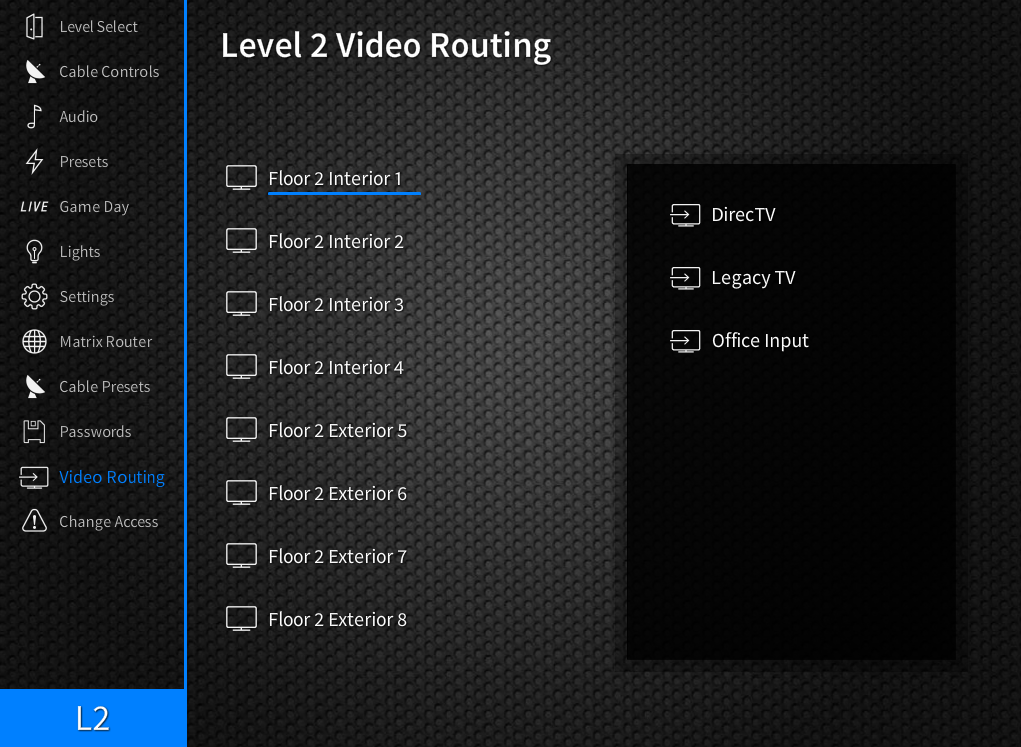 Level Select
Cable Controls
Audio
Presets
LIVE Game Day
Lights
Settings
Matrix Router
Cable Presets
Passwords
Video Routing
Change Access
L2
Level 2 Video Routing
Floor 2 Interior 1
Floor 2 Interior 2
Floor 2 Interior 3
Floor 2 Interior 4
Floor 2 Exterior 5
Floor 2 Exterior 6
Floor 2 Exterior 7
Floor 2 Exterior 8
DirecTV
Legacy TV
Office Input